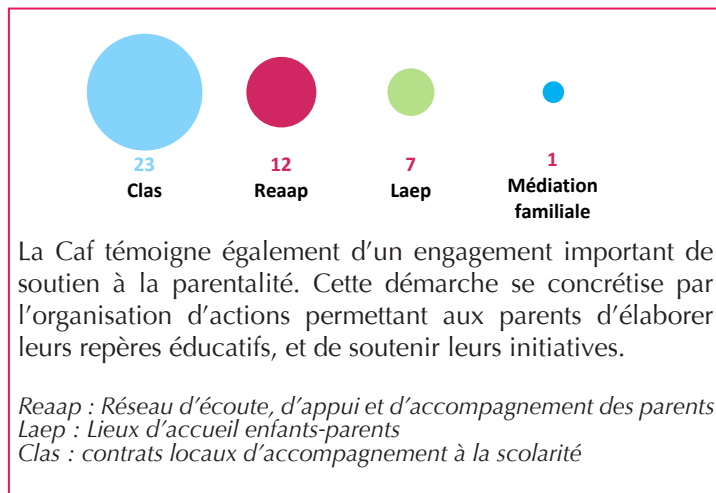 23
Clas
12
Reaap
7
Laep
1
Médiation
familiale
La Caf témoigne également d’un engagement important de
soutien à la parentalité. Cette démarche se concrétise par
l’organisation d’actions permettant aux parents d’élaborer
leurs repères éducatifs, et de soutenir leurs initiatives.
Reaap : Réseau d’écoute, d’appui et d’accompagnement des parents
Laep : Lieux d’accueil enfants-parents
Clas : contrats locaux d’accompagnement à la scolarité